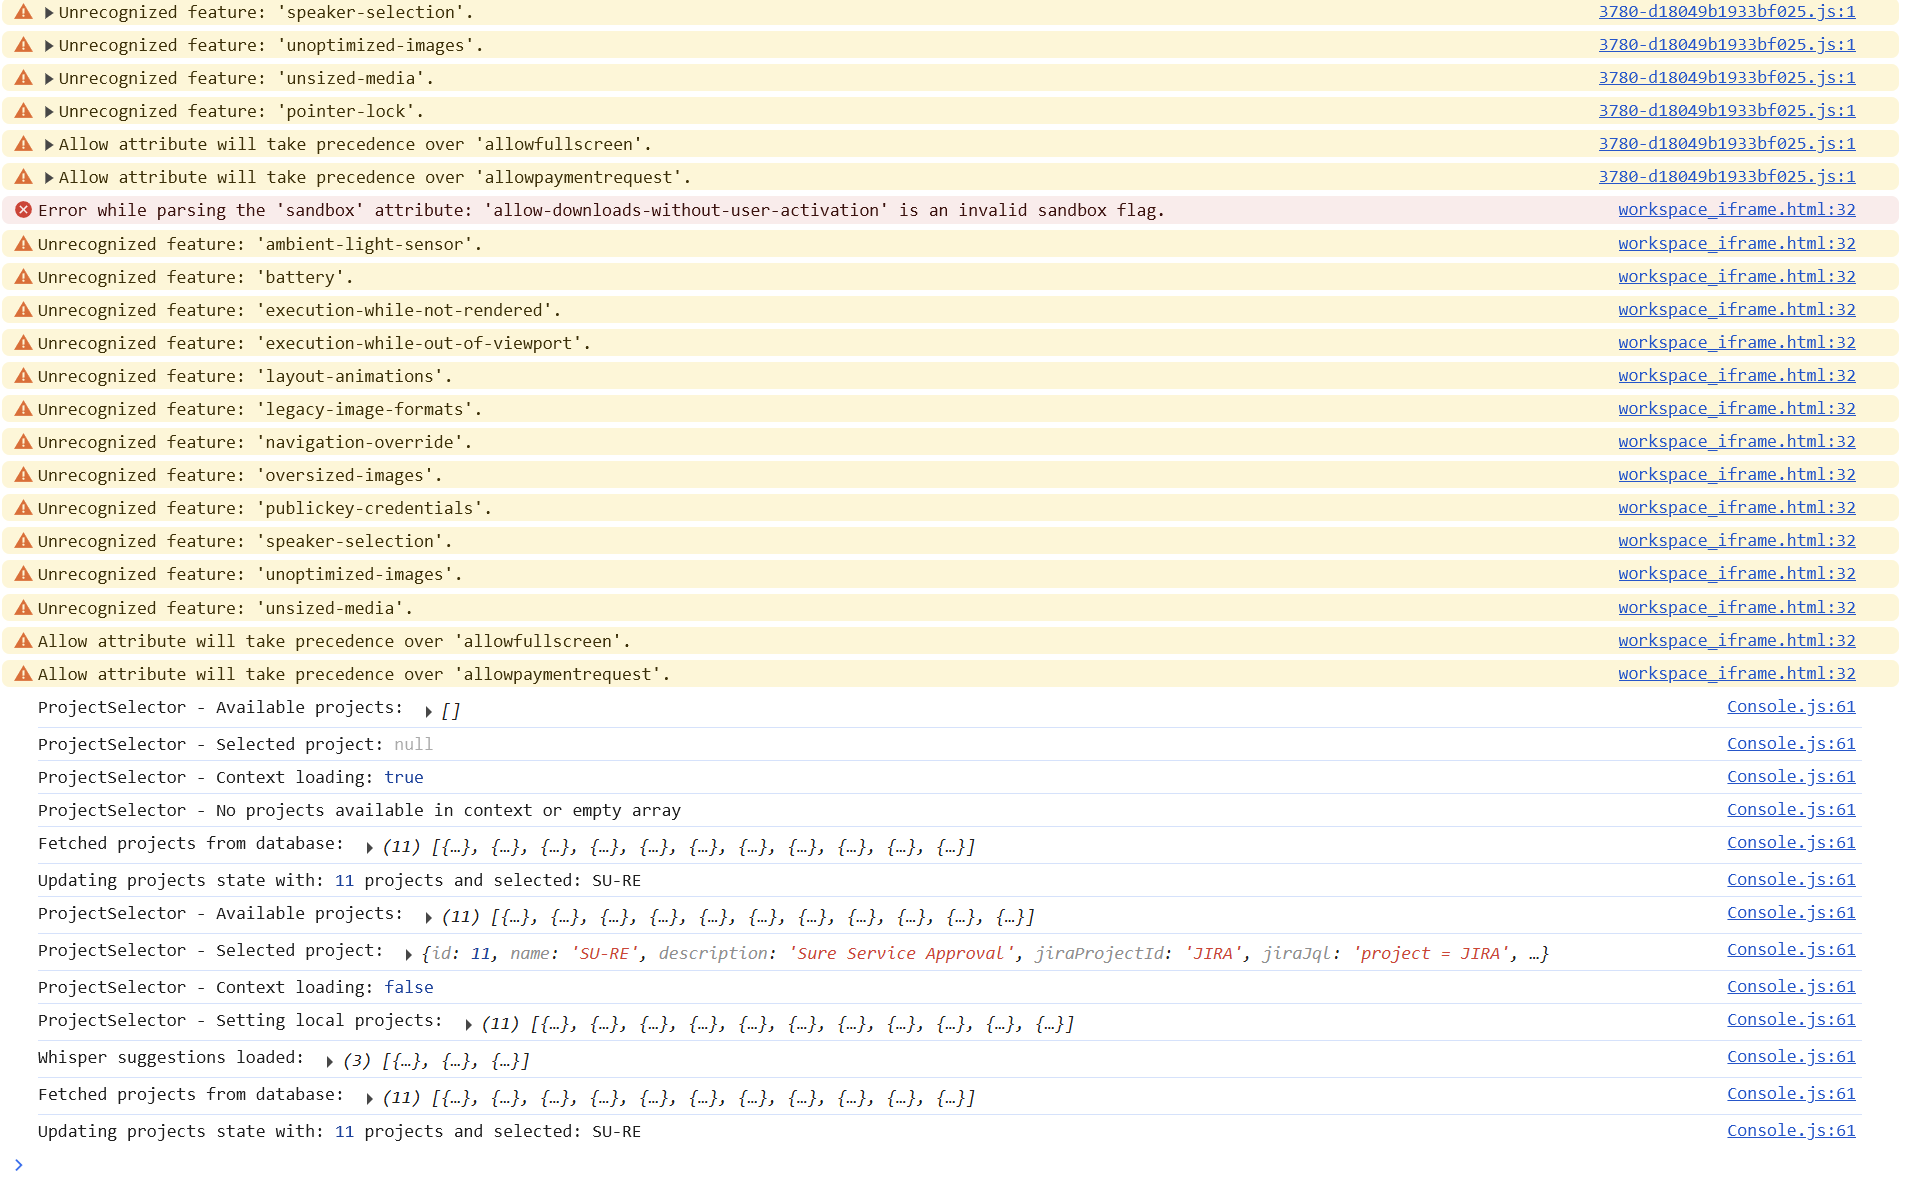 Unrecognized feature: 'speaker-selection'. 3780-d18049b1933bf025.js:1
Unrecognized feature: 'unoptimized-images'. 3780-d18049b1933bf025.js:1
Unrecognized feature: 'unsized-media'. 3780-d18049b1933bf025.js:1
Unrecognized feature: 'pointer-lock'. 3780-d18049b1933bf025.js:1
Allow attribute will take precedence over 'allowfullscreen'. 3780-d18049b1933bf025.js:1
Allow attribute will take precedence over 'allowpaymentrequest'. 3780-d18049b1933bf025.js:1
Error while parsing the 'sandbox' attribute: 'allow-downloads-without-user-activation' is an invalid sandbox flag. workspace_iframe.html:32
Unrecognized feature: 'ambient-light-sensor'. workspace_iframe.html:32
Unrecognized feature: 'battery'. workspace_iframe.html:32
Unrecognized feature: 'execution-while-not-rendered'. workspace_iframe.html:32
Unrecognized feature: 'execution-while-out-of-viewport'. workspace_iframe.html:32
Unrecognized feature: 'layout-animations'. workspace_iframe.html:32
Unrecognized feature: 'legacy-image-formats'. workspace_iframe.html:32
Unrecognized feature: 'navigation-override'. workspace_iframe.html:32
Unrecognized feature: 'oversized-images'. workspace_iframe.html:32
Unrecognized feature: 'publickey-credentials'. workspace_iframe.html:32
Unrecognized feature: 'speaker-selection'. workspace_iframe.html:32
Unrecognized feature: 'unoptimized-images'. workspace_iframe.html:32
Unrecognized feature: 'unsized-media'. workspace_iframe.html:32
Allow attribute will take precedence over 'allowfullscreen'. workspace_iframe.html:32
Allow attribute will take precedence over 'allowpaymentrequest'. workspace_iframe.html:32
ProjectSelector - Available projects: ▶ [] Console.js:61
ProjectSelector - Selected project: null Console.js:61
ProjectSelector - Context loading: true Console.js:61
ProjectSelector - No projects available in context or empty array Console.js:61
Fetched projects from database: ▶ (11) [{…}, {…}, {…}, {…}, {…}, {…}, {…}, {…}, {…}, {…}, {…}] Console.js:61
Updating projects state with: 11 projects and selected: SU-RE Console.js:61
ProjectSelector - Available projects: ▶ (11) [{…}, {…}, {…}, {…}, {…}, {…}, {…}, {…}, {…}, {…}, {…}] Console.js:61
ProjectSelector - Selected project: ▶ {id: 11, name: 'SU-RE', description: 'Sure Service Approval', jiraProjectId: 'JIRA', jiraJql: 'project = JIRA', …} Console.js:61
ProjectSelector - Context loading: false Console.js:61
ProjectSelector - Setting local projects: ▶ (11) [{…}, {…}, {…}, {…}, {…}, {…}, {…}, {…}, {…}, {…}, {…}] Console.js:61
Whisper suggestions loaded: ▶ (3) [{…}, {…}, {…}] Console.js:61
Fetched projects from database: ▶ (11) [{…}, {…}, {…}, {…}, {…}, {…}, {…}, {…}, {…}, {…}, {…}] Console.js:61
Updating projects state with: 11 projects and selected: SU-RE Console.js:61